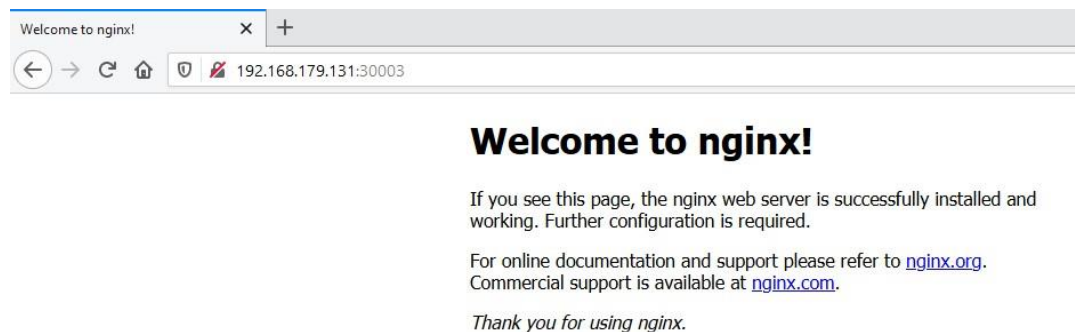 Welcome to nginx!
192.168.179.131:30003
Welcome to nginx!
If you see this page, the nginx web server is successfully installed and
working. Further configuration is required.
For online documentation and support please refer to nginx.org.
Commercial support is available at nginx.com.
Thank you for using nginx.